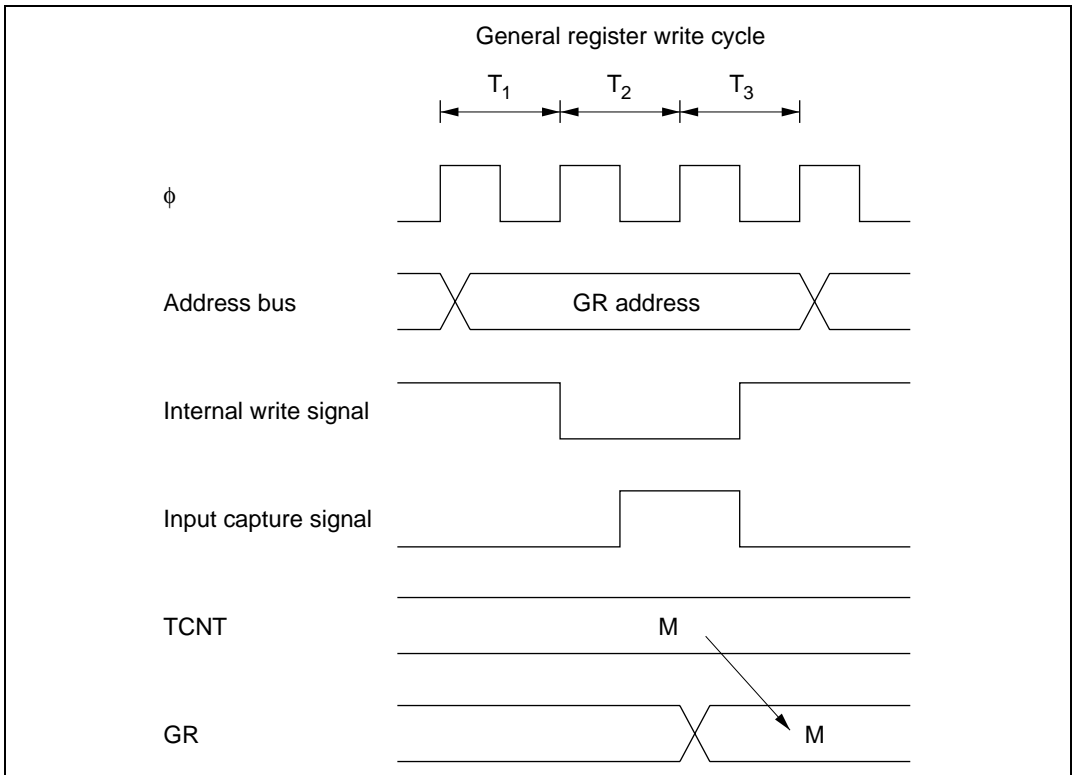 General register write cycle
T1 T2 T3
φ
Address bus GR address
Internal write signal
Input capture signal
TCNT M
GR M